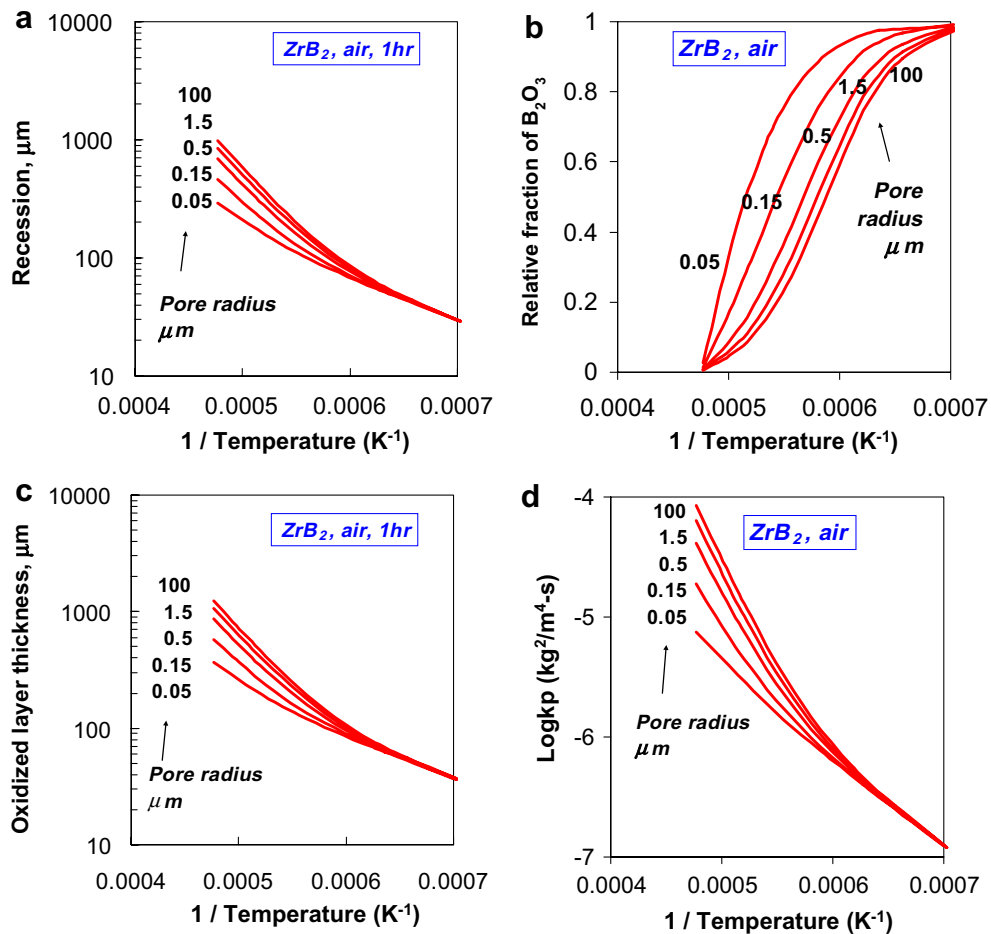 a
10000
1000
100
10
Recession, μm
ZrB2, air, 1hr
100
1.5
0.5
0.15
0.05
Pore radius
μm
0.0004 0.0005 0.0006 0.0007
1 / Temperature (K-1)
b
1
0.8
0.6
0.4
0.2
0
Relative fraction of B2O3
ZrB2, air
0.05
0.15
0.5
1.5
100
Pore
radius
μ m
0.0004 0.0005 0.0006 0.0007
1 / Temperature (K-1)
c
10000
1000
100
10
Oxidized layer thickness, μm
ZrB2, air, 1hr
100
1.5
0.5
0.15
0.05
Pore radius
μ m
0.0004 0.0005 0.0006 0.0007
1 / Temperature (K-1)
d
-4
-5
-6
-7
Logkp (kg2/m4-s)
ZrB2, air
100
1.5
0.5
0.15
0.05
Pore radius
μ m
0.0004 0.0005 0.0006 0.0007
1 / Temperature (K-1)